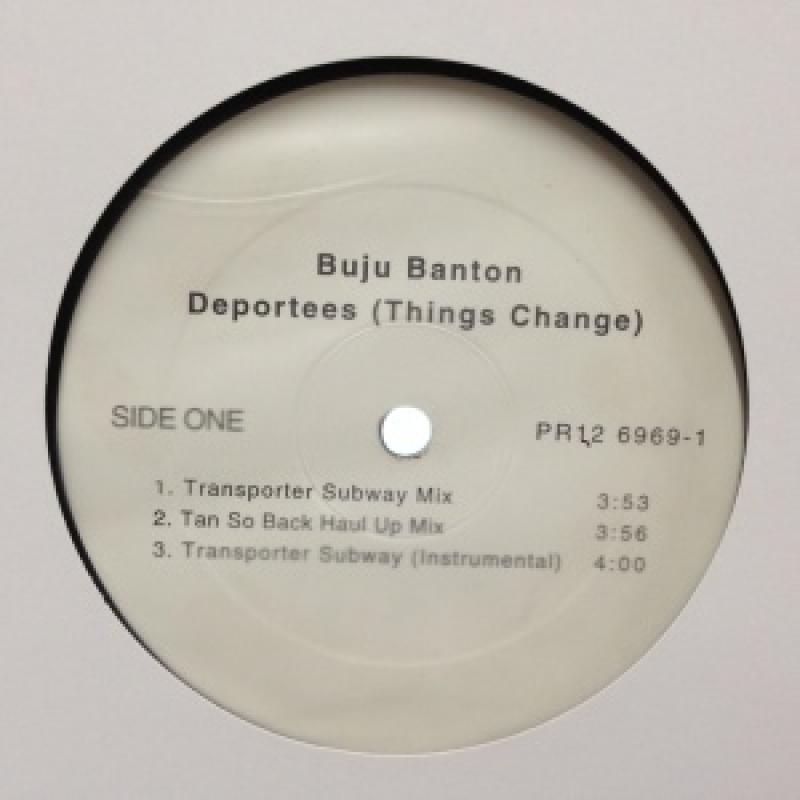 Buju Banton
Deportees (Things Change)
SIDE ONE
PR12 6969-1
1. Transporter Subway Mix 3:53
2. Tan So Back Haul Up Mix 3:56
3. Transporter Subway (Instrumental) 4:00